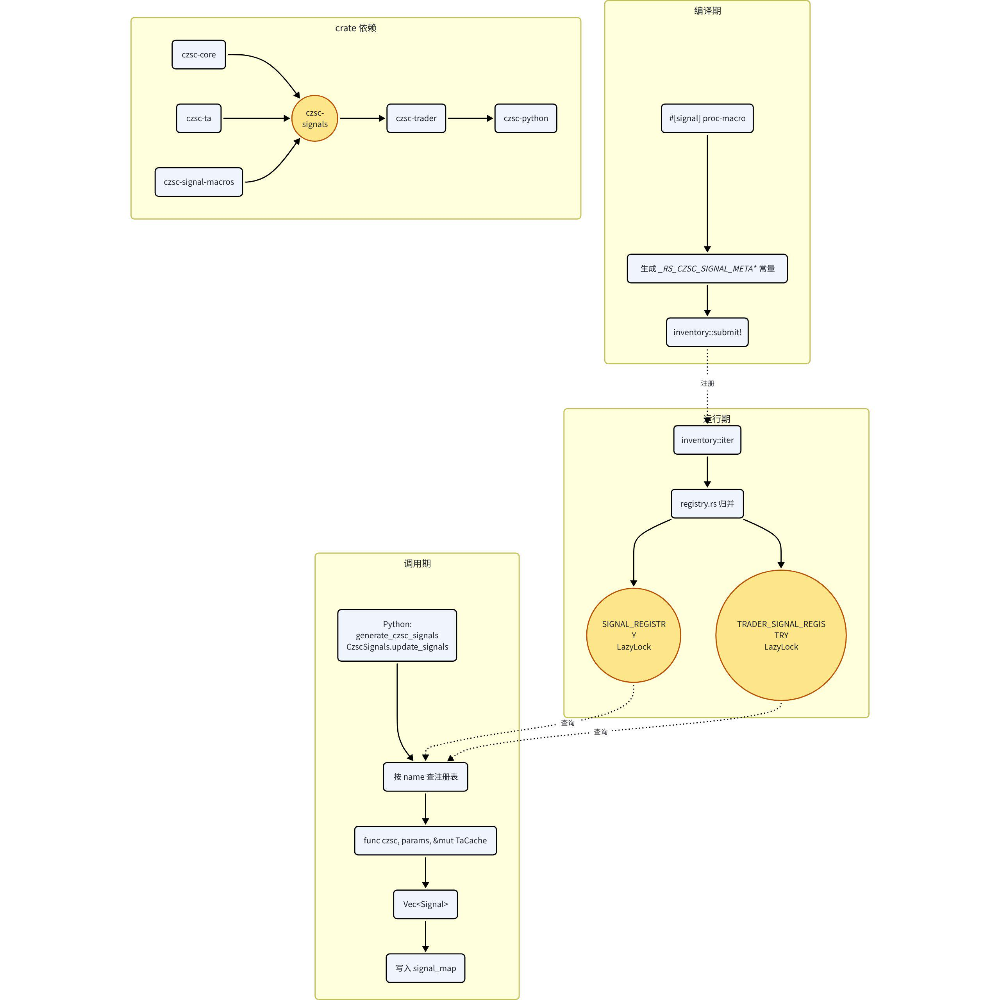 crate 依赖
czsc-core
czsc-ta
czsc-signal-macros
czsc-
signals
czsc-trader
czsc-python
编译期
#[signal] proc-macro
生成 _RS_CZSC_SIGNAL_META* 常量
inventory::submit!
注册
运行期
inventory::iter
registry.rs 归并
SIGNAL_REGISTR
Y
LazyLock
TRADER_SIGNAL_REGIS
TRY
LazyLock
查询
查询
调用期
Python:
generate_czsc_signals
CzscSignals.update_signals
按 name 查注册表
func czsc, params, &mut TaCache
Vec<Signal>
写入 signal_map